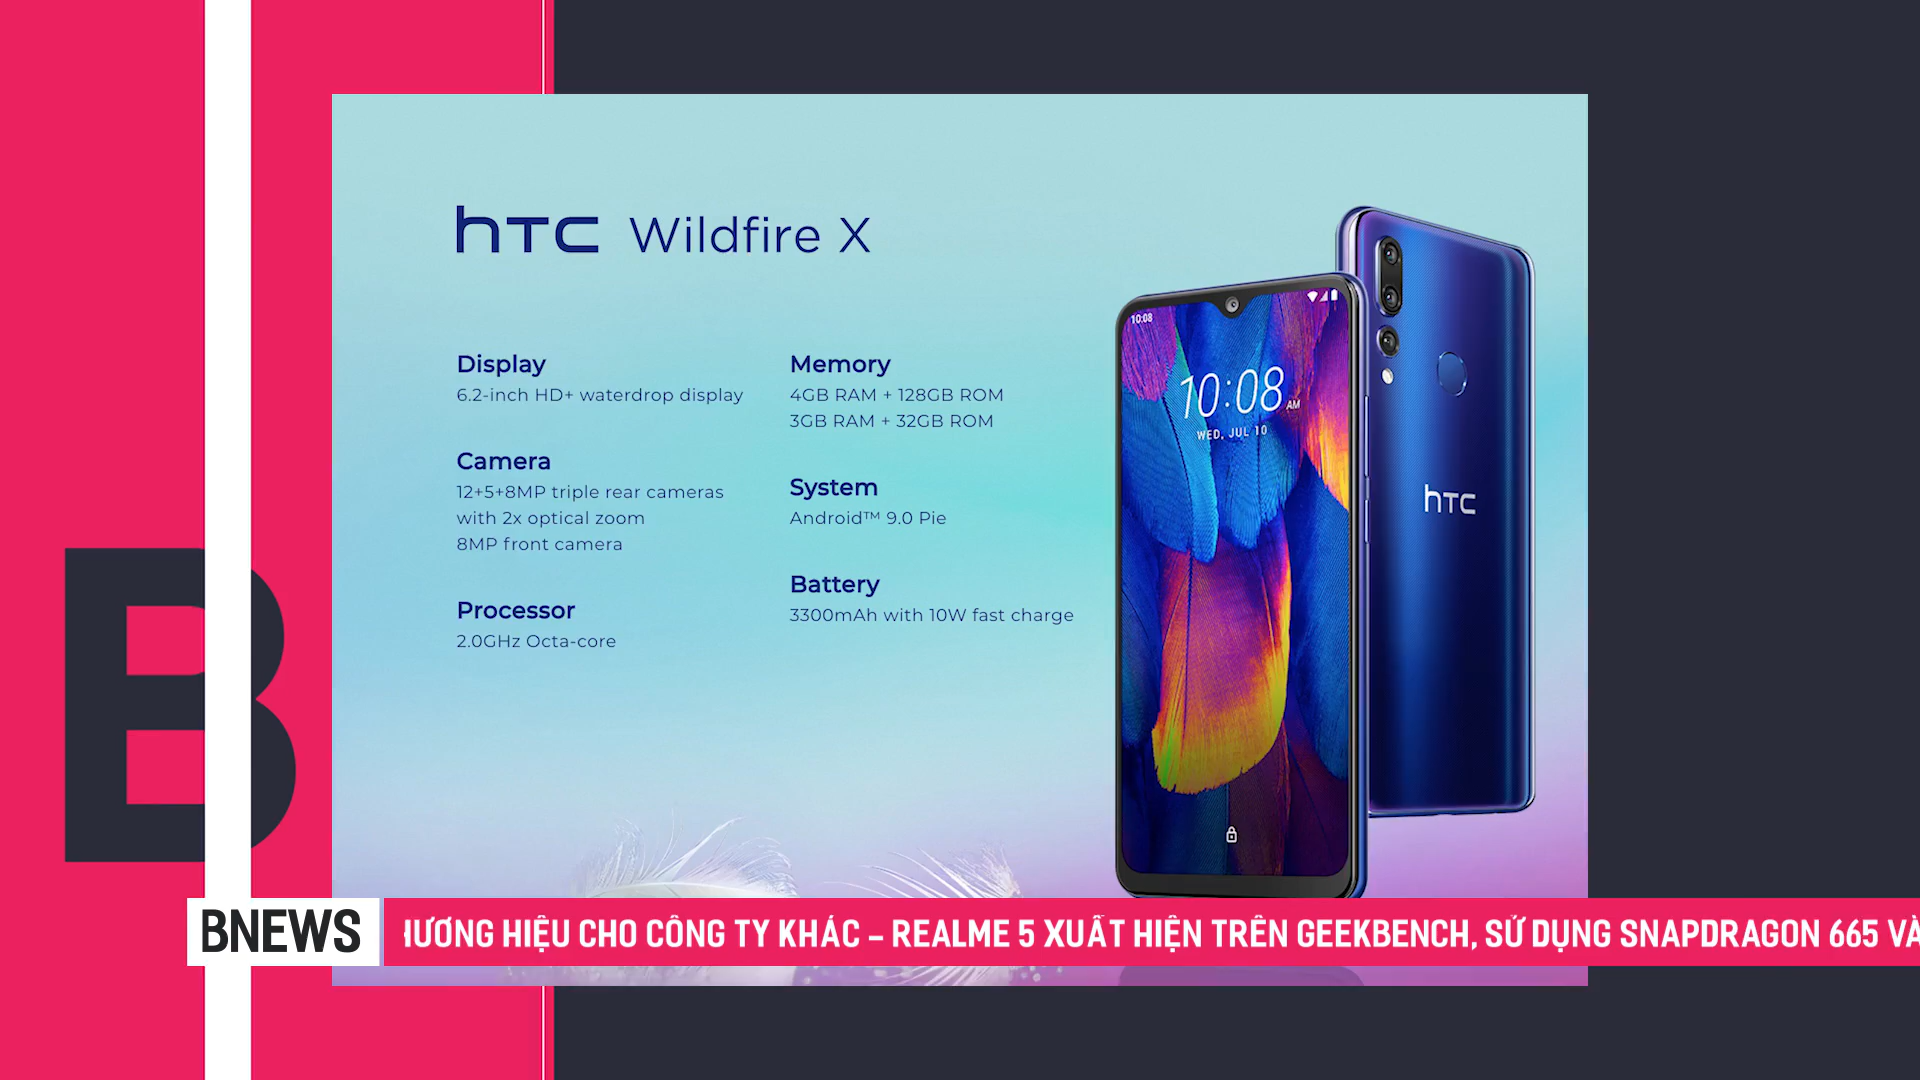 hTC Wildfire X
Display
6.2-inch HD+ waterdrop display
Camera
12+5+8MP triple rear cameras
with 2x optical zoom
8MP front camera
Processor
2.0GHz Octa-core
Memory
4GB RAM + 128GB ROM
3GB RAM + 32GB ROM
System
Android™ 9.0 Pie
Battery
3300mAh with 10W fast charge
10:08
10:08 AM
WED, JUL 10
hTC
B
BNEWS
HIỆU CHO CÔNG TY KHÁC – REALME 5 XUẤT HIỆN TRÊN GEEKBENCH, SỬ DỤNG SNAPDRAGON 665 VÀ